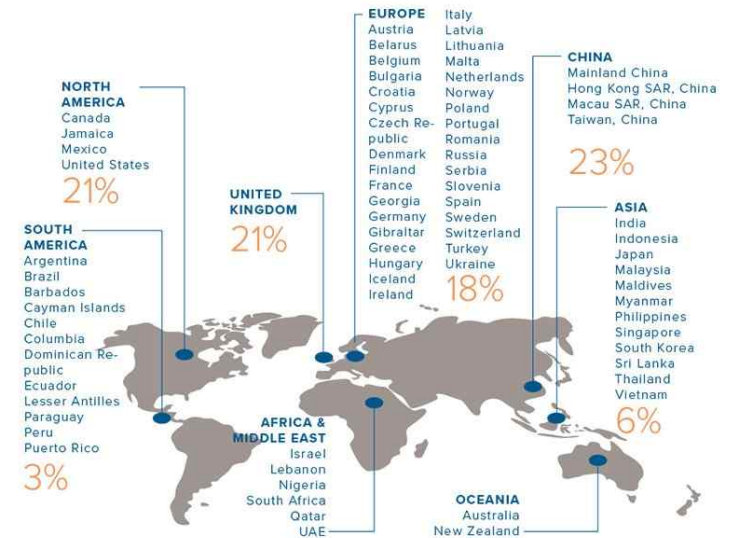 NORTH
AMERICA
Canada
Jamaica
Mexico
United States
21%
SOUTH
AMERICA
Argentina
Brazil
Barbados
Cayman Islands
Chile
Columbia
Dominican Re-
public
Ecuador
Lesser Antilles
Paraguay
Peru
Puerto Rico
3%
UNITED
KINGDOM
21%
EUROPE
Austria
Belarus
Belgium
Bulgaria
Croatia
Cyprus
Czech Re-
public
Denmark
Finland
France
Georgia
Germany
Gibraltar
Greece
Hungary
Iceland
Ireland
Italy
Latvia
Lithuania
Malta
Netherlands
Norway
Poland
Portugal
Romania
Russia
Serbia
Slovenia
Spain
Sweden
Switzerland
Turkey
Ukraine
18%
CHINA
Mainland China
Hong Kong SAR, China
Macau SAR, China
Taiwan, China
23%
ASIA
India
Indonesia
Japan
Malaysia
Maldives
Myanmar
Philippines
Singapore
South Korea
Sri Lanka
Thailand
Vietnam
6%
AFRICA &
MIDDLE EAST
Israel
Lebanon
Nigeria
South Africa
Qatar
UAE
OCEANIA
Australia
New Zealand